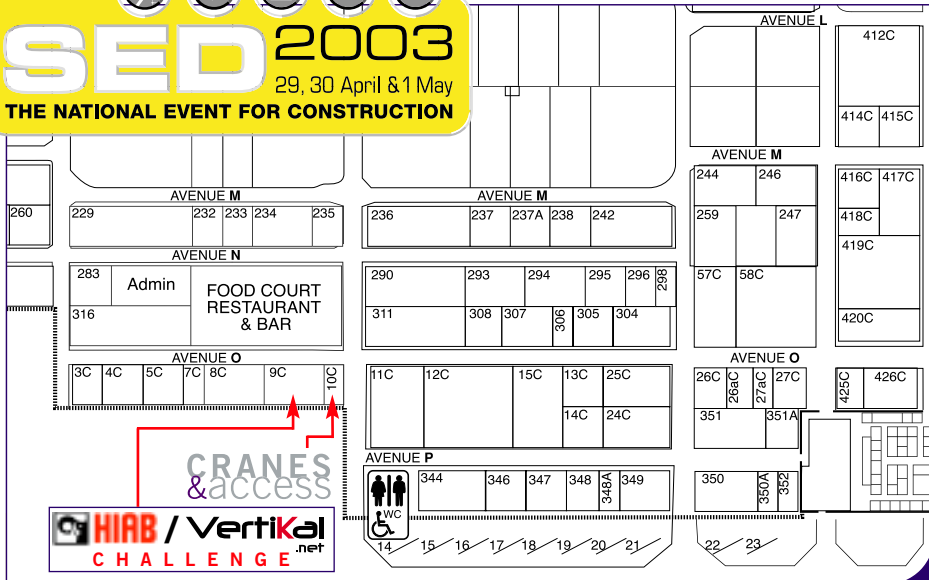 SED 2003
29, 30 April & 1 May
THE NATIONAL EVENT FOR CONSTRUCTION
AVENUE L
412C
414C 415C
AVENUE M
244 246
259 247
57C 58C
416C 417C
418C
419C
420C
AVENUE M
AVENUE M
260
229 232 233 234 235
236 237 237A 238 242
AVENUE N
283 Admin
316
FOOD COURT
RESTAURANT
& BAR
290 293 294 295 296 298
311 308 307 306 305 304
AVENUE O
3C 4C 5C 7C 8C 9C 10C
11C 12C 15C 13C 25C
14C 24C
AVENUE O
26C 26aC 27aC 27C
351 351A
425C 426C
AVENUE P
344 346 347 348 348A 349
350 350A 352
WC
14 15 16 17 18 19 20 21
22 23
CRANES
&access
HIAB / Vertikal
.net
CHALLENGE